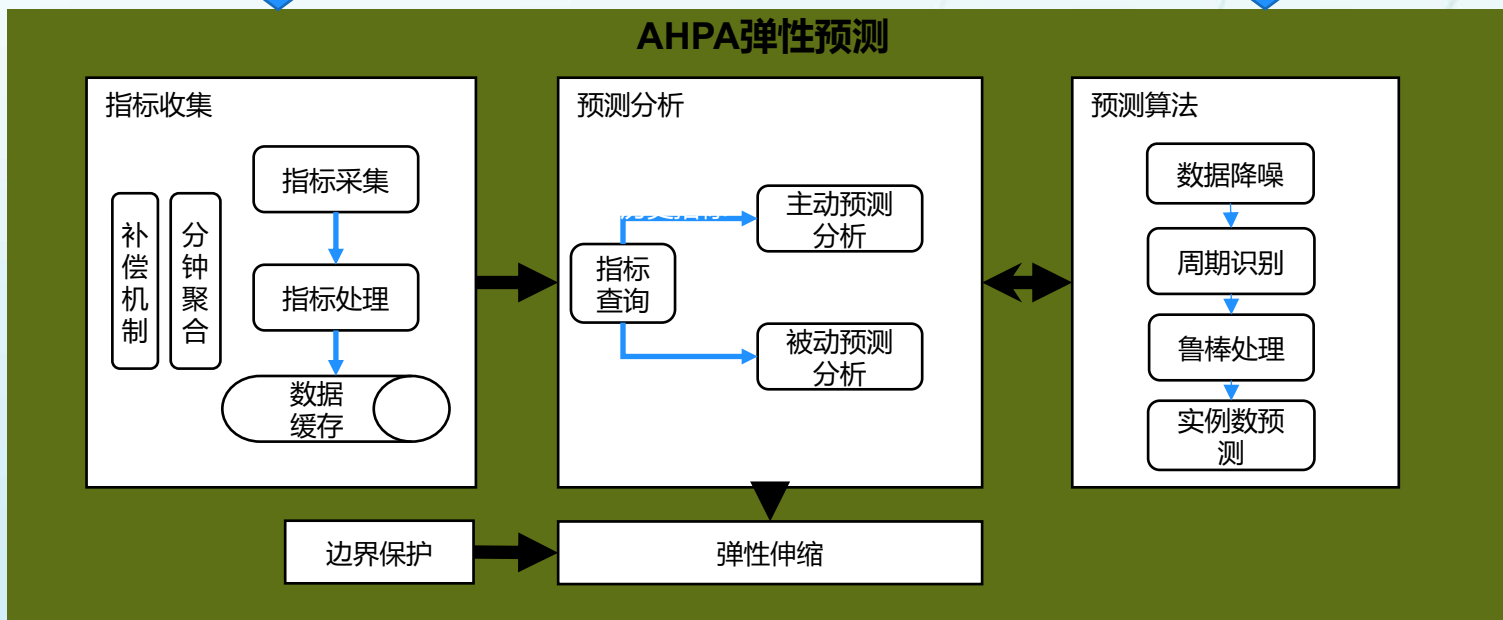 AHPA弹性预测
指标收集
补
偿
机
制
分
钟
聚
合
指标采集
指标处理
数据
缓存
预测分析
指标
查询
主动预测
分析
被动预测
分析
预测算法
数据降噪
周期识别
鲁棒处理
实例数预
测
边界保护
弹性伸缩